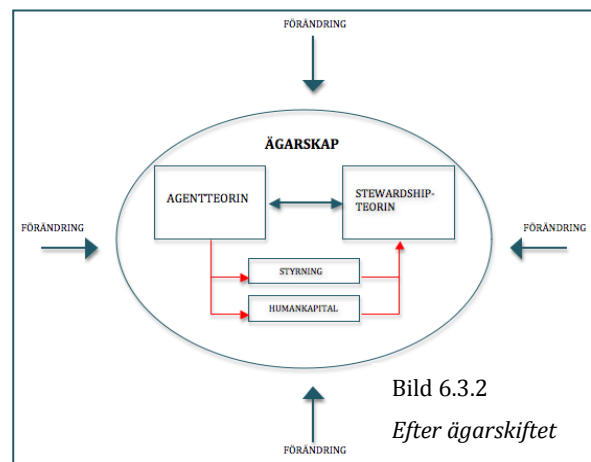 FÖRÄNDRING
ÄGARSKAP
AGENTTEORIN
STEWARDSHIP-
TEORIN
FÖRÄNDRING
FÖRÄNDRING
STYRNING
HUMANKAPITAL
Bild 6.3.2
Efter ägarskiftet
FÖRÄNDRING